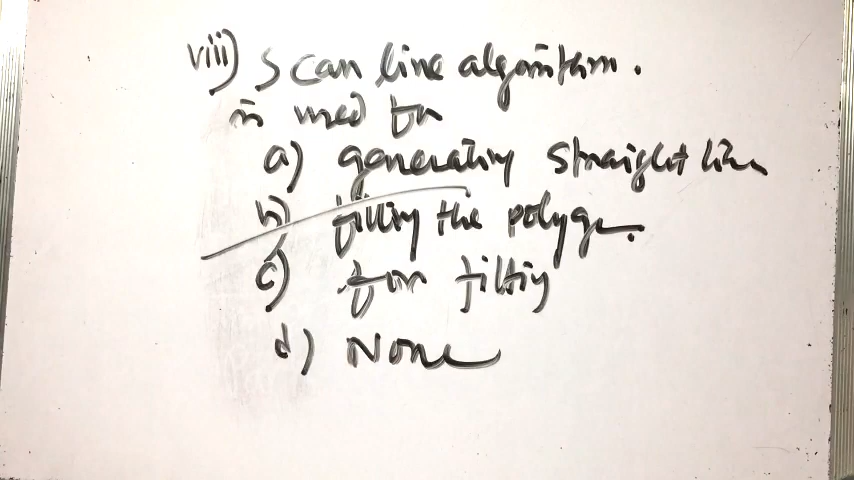 viii) Scan line algorithm.
is used for
a) generating straight line
b) filling the polygon.
c) for filling
d) None